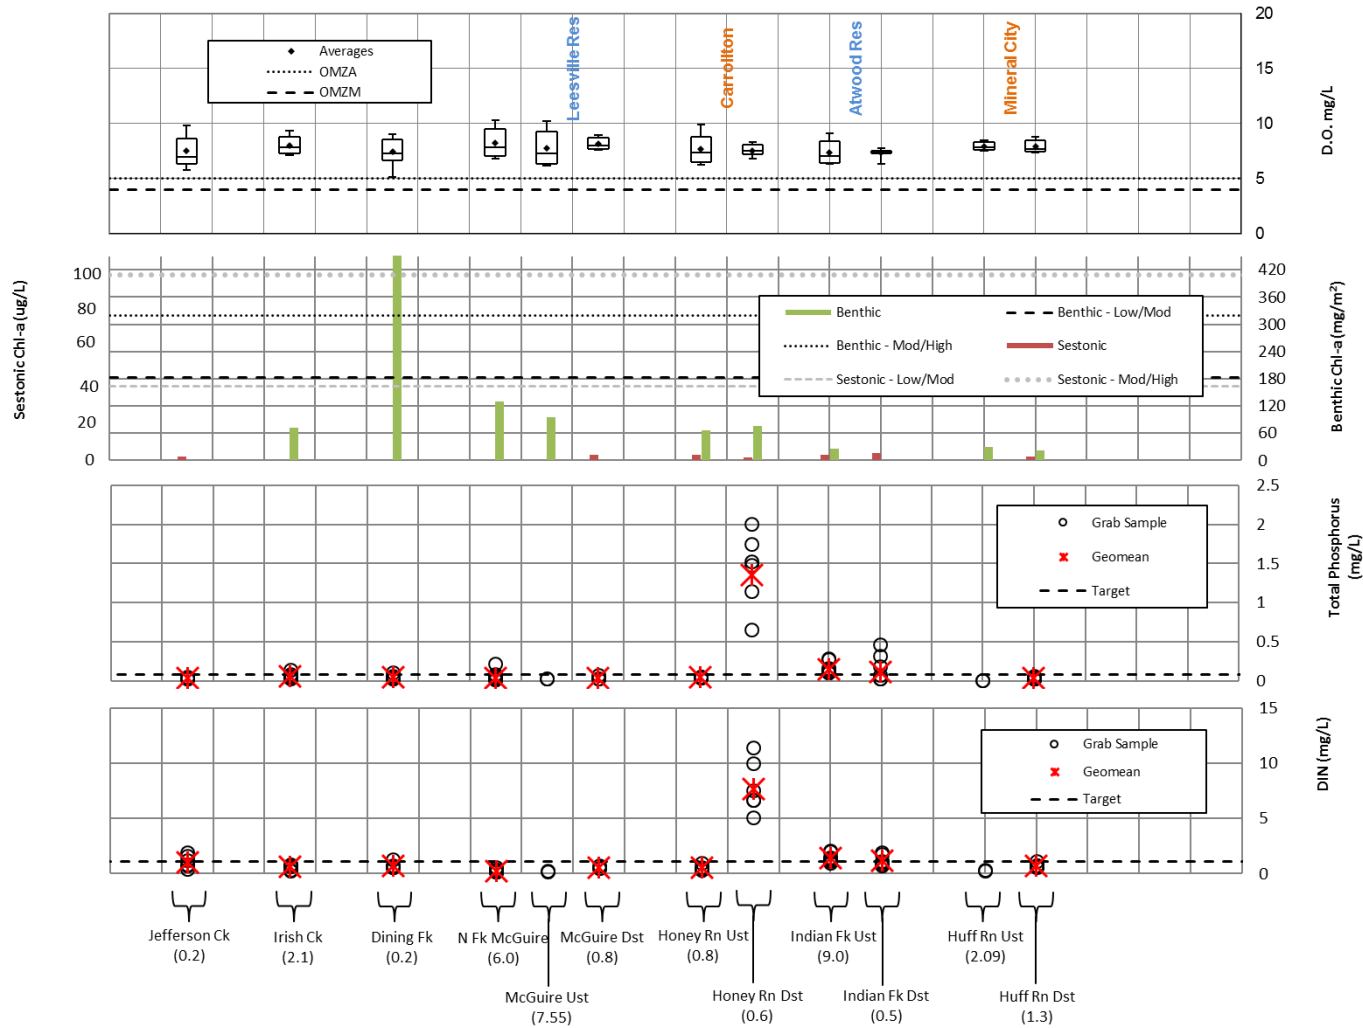 Leesville Res
Carrollton
Atwood Res
Mineral City
Averages
OMZA
OMZM
20
15
10
5
0
D.O. mg/L
Sestonic Chl-a (ug/L)
100
80
60
40
20
0
Benthic
Benthic - Low/Mod
Benthic - Mod/High
Sestonic
Sestonic - Low/Mod
Sestonic - Mod/High
420
360
300
240
180
120
60
0
Benthic Chl-a (mg/m²)
Grab Sample
Geomean
Target
2.5
2
1.5
1
0.5
0
Total Phosphorus
(mg/L)
Grab Sample
Geomean
Target
15
10
5
0
DIN (mg/L)
Jefferson Ck
(0.2)
Irish Ck
(2.1)
Dining Fk
(0.2)
N Fk McGuire
(6.0)
McGuire Dst
(0.8)
Honey Rn Ust
(0.8)
Indian Fk Ust
(9.0)
Huff Rn Ust
(2.09)
McGuire Ust
(7.55)
Honey Rn Dst
(0.6)
Indian Fk Dst
(0.5)
Huff Rn Dst
(1.3)